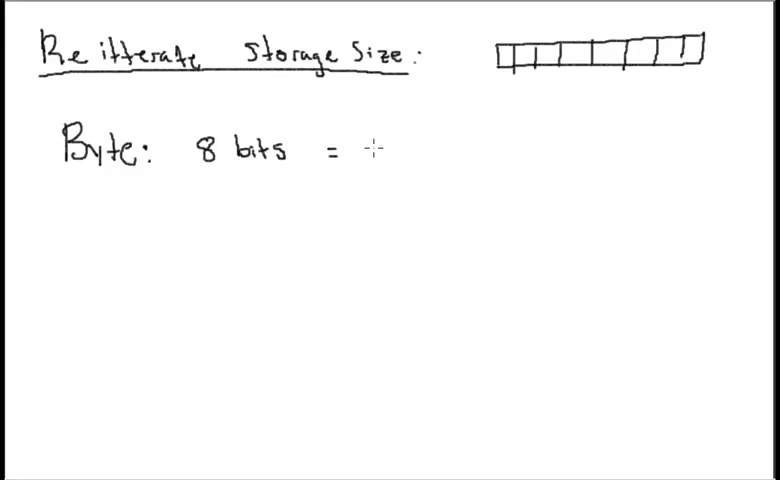 Re itterate Storage Size:
Byte: 8 bits =